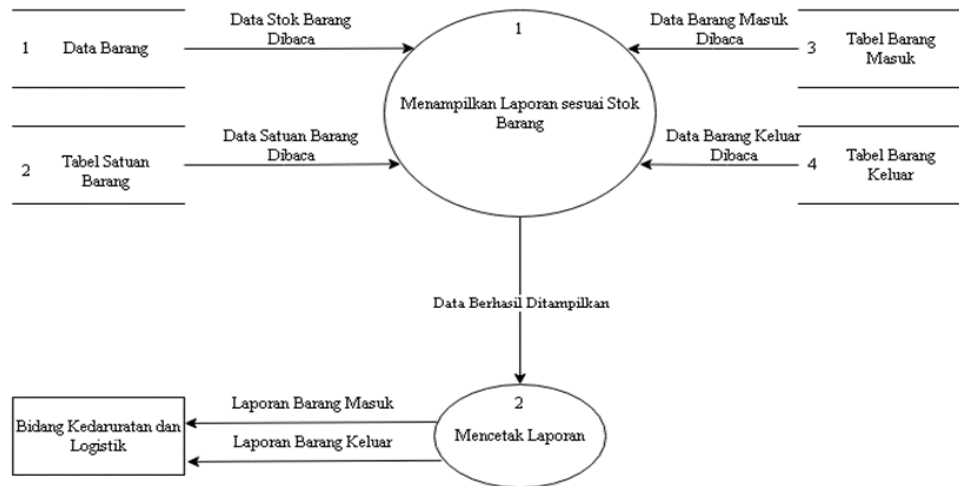 Data Stok Barang
Dibaca
1
Data Barang
1
Menampilkan Laporan sesuai Stok
Barang
Data Barang Masuk
Dibaca
3
Tabel Barang
Masuk
2
Tabel Satuan
Barang
Data Satuan Barang
Dibaca
Data Barang Keluar
Dibaca
4
Tabel Barang
Keluar
Data Berhasil Ditampilkan
2
Mencetak Laporan
Laporan Barang Masuk
Laporan Barang Keluar
Bidang Kedaruratan dan
Logistik